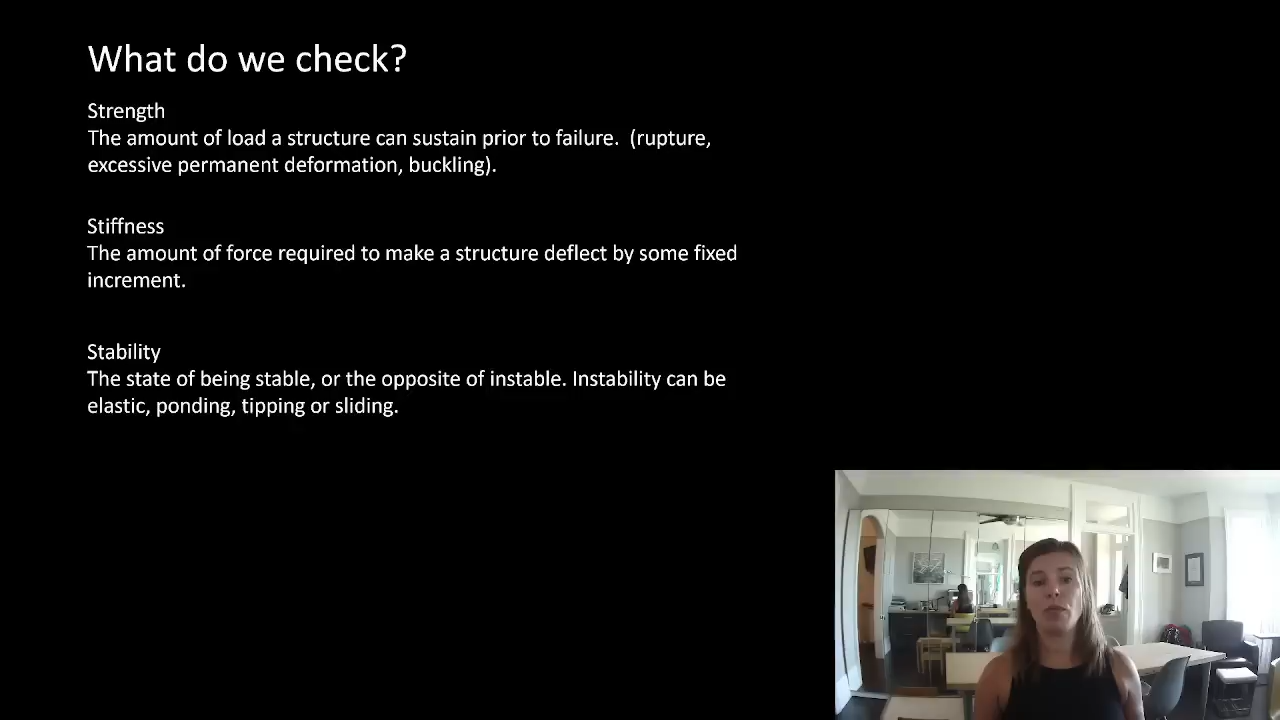 What do we check?
Strength
The amount of load a structure can sustain prior to failure.  (rupture,
excessive permanent deformation, buckling).
Stiffness
The amount of force required to make a structure deflect by some fixed
increment.
Stability
The state of being stable, or the opposite of instable. Instability can be
elastic, ponding, tipping or sliding.